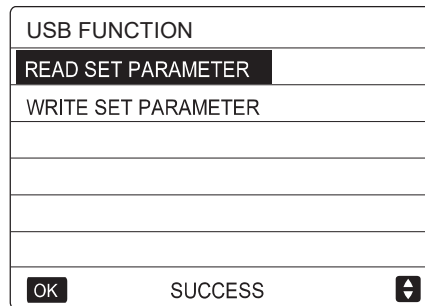 USB FUNCTION
READ SET PARAMETER
WRITE SET PARAMETER
OK SUCCESS